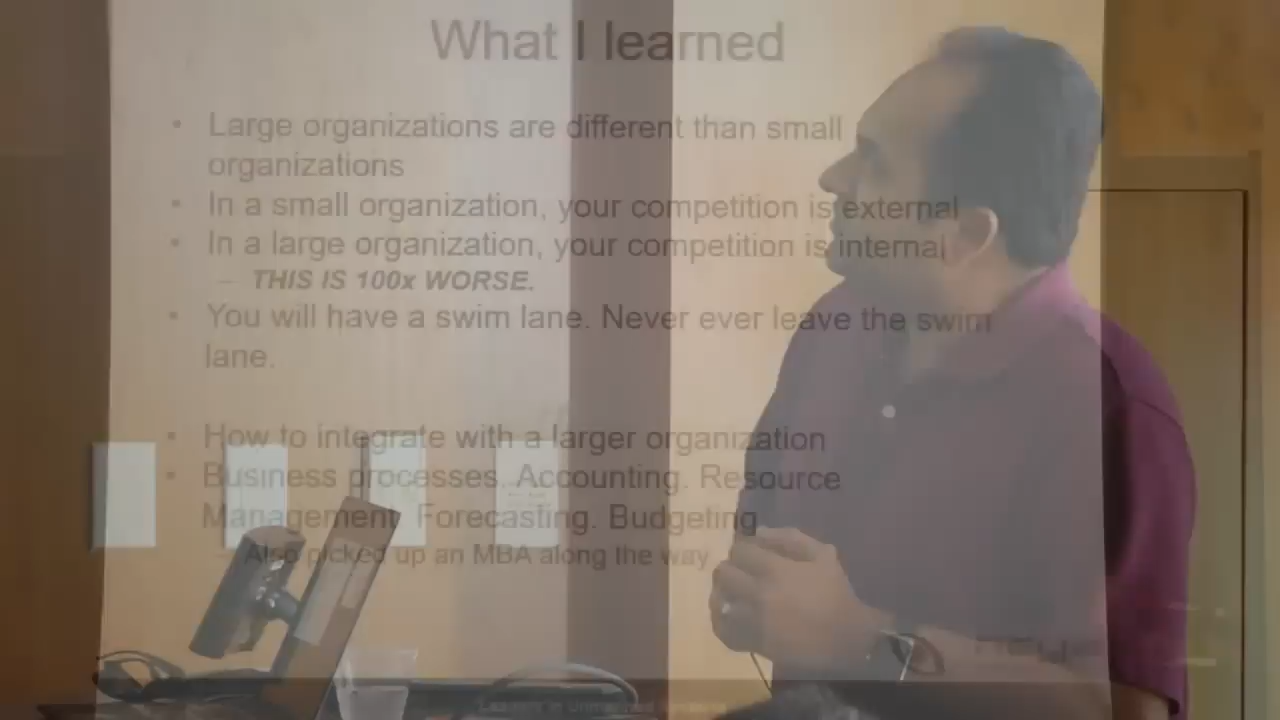 What I learned
• Large organizations are different than small
organizations
• In a small organization, your competition is external
• In a large organization, your competition is internal
– THIS IS 100x WORSE.
• You will have a swim lane. Never ever leave the swim
lane.
• How to integrate with a larger organization
• Business processes. Accounting. Resource
Management. Forecasting. Budgeting
Also picked up an MBA along the way